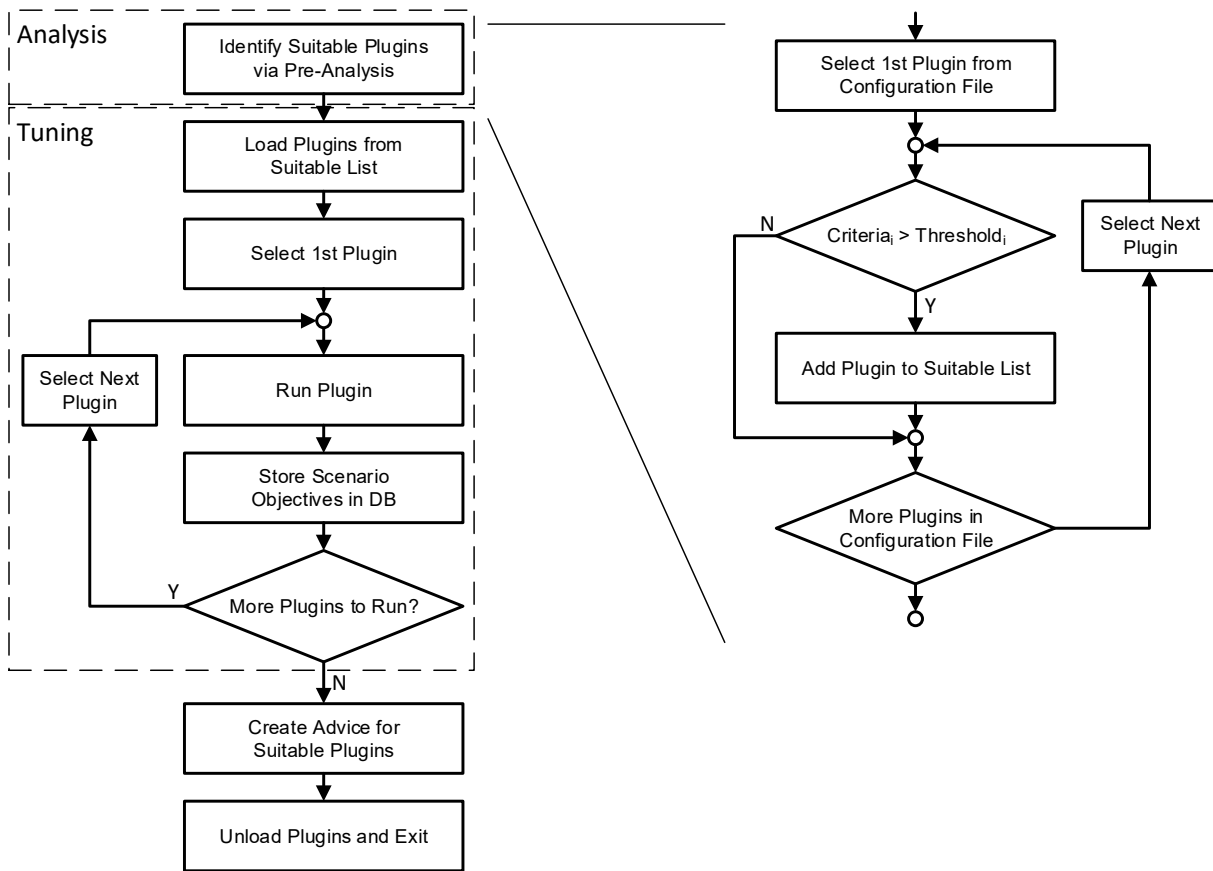 Analysis
Identify Suitable Plugins
via Pre-Analysis
Tuning
Load Plugins from
Suitable List
Select 1st Plugin
Select Next
Plugin
Run Plugin
Store Scenario
Objectives in DB
Y
More Plugins to Run?
N
Create Advice for
Suitable Plugins
Unload Plugins and Exit
Select 1st Plugin from
Configuration File
N
Criteriaᵢ > Thresholdᵢ
Select Next
Plugin
Y
Add Plugin to Suitable List
More Plugins in
Configuration File